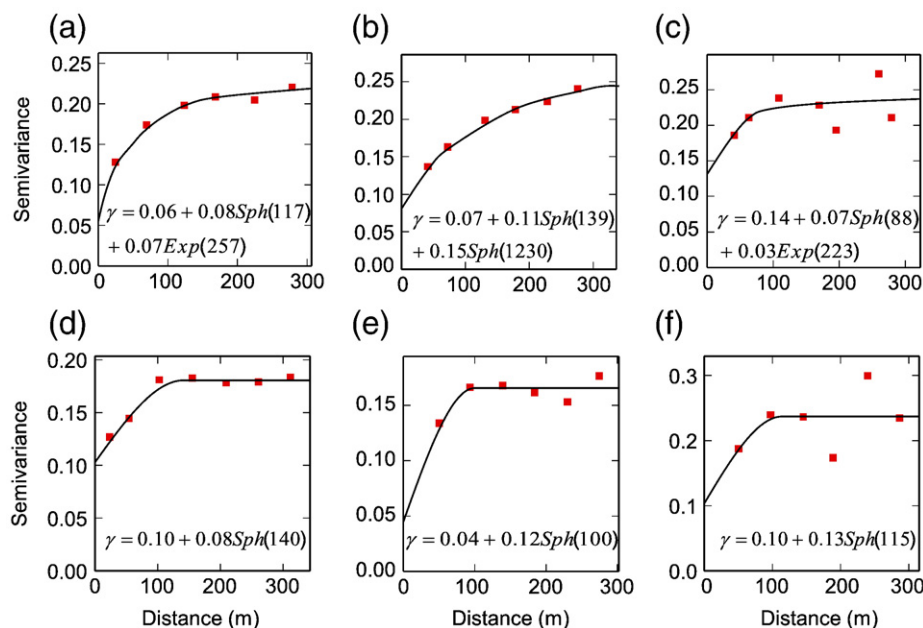 (a)
(b)
(c)
Semivariance
0.25
0.20
0.15
0.10
0.05
0.00
γ = 0.06 + 0.08Sph(117)
+ 0.07Exp(257)
0 100 200 300
0.25
0.20
0.15
0.10
0.05
0.00
γ = 0.07 + 0.11Sph(139)
+ 0.15Sph(1230)
0 100 200 300
0.25
0.20
0.15
0.10
0.05
0.00
γ = 0.14 + 0.07Sph(88)
+ 0.03Exp(223)
0 100 200 300
(d)
(e)
(f)
Semivariance
0.20
0.15
0.10
0.05
0.00
γ = 0.10 + 0.08Sph(140)
0 100 200 300
Distance (m)
0.15
0.10
0.05
0.00
γ = 0.04 + 0.12Sph(100)
0 100 200 300
Distance (m)
0.3
0.2
0.1
0.0
γ = 0.10 + 0.13Sph(115)
0 100 200 300
Distance (m)